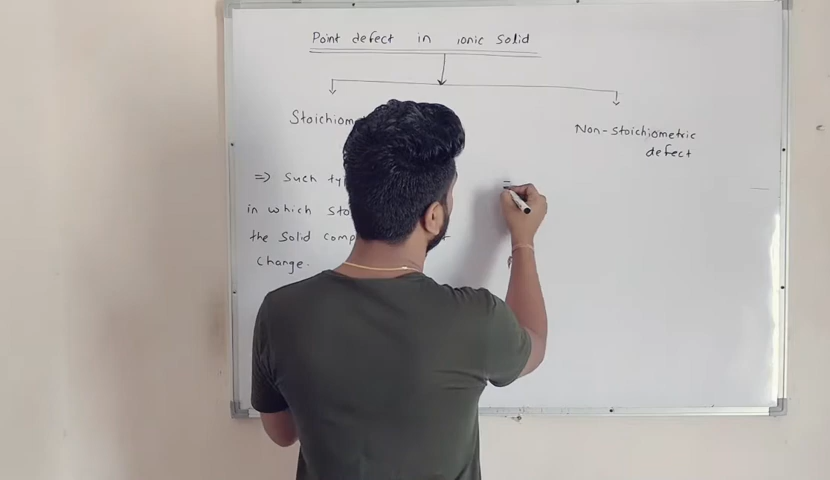 Point defect in ionic Solid
Stoichiom
Non-stoichiometric
defect
⇒ Such ty
in which sto
the Solid comp
Change.